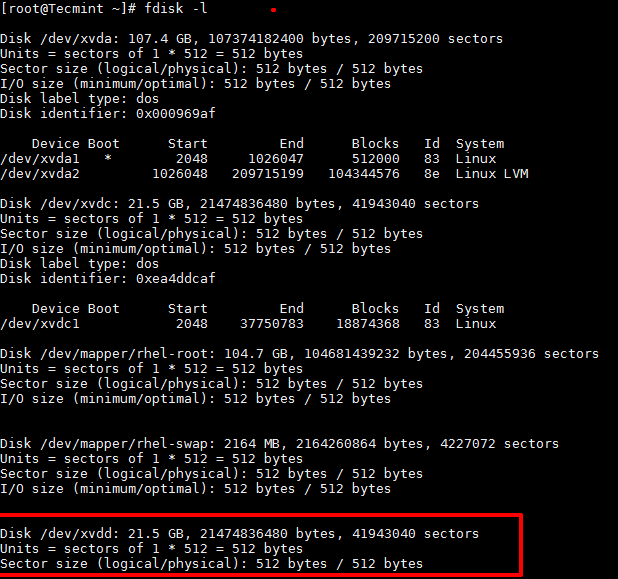 [root@Tecmint ~]# fdisk -l
Disk /dev/xvda: 107.4 GB, 107374182400 bytes, 209715200 sectors
Units = sectors of 1 * 512 = 512 bytes
Sector size (logical/physical): 512 bytes / 512 bytes
I/O size (minimum/optimal): 512 bytes / 512 bytes
Disk label type: dos
Disk identifier: 0x000969af
Device Boot Start End Blocks Id System
/dev/xvda1 * 2048 1026047 512000 83 Linux
/dev/xvda2 1026048 209715199 104344576 8e Linux LVM
Disk /dev/xvdc: 21.5 GB, 21474836480 bytes, 41943040 sectors
Units = sectors of 1 * 512 = 512 bytes
Sector size (logical/physical): 512 bytes / 512 bytes
I/O size (minimum/optimal): 512 bytes / 512 bytes
Disk label type: dos
Disk identifier: 0xea4ddcaf
Device Boot Start End Blocks Id System
/dev/xvdc1 2048 37750783 18874368 83 Linux
Disk /dev/mapper/rhel-root: 104.7 GB, 104681439232 bytes, 204455936 sectors
Units = sectors of 1 * 512 = 512 bytes
Sector size (logical/physical): 512 bytes / 512 bytes
I/O size (minimum/optimal): 512 bytes / 512 bytes
Disk /dev/mapper/rhel-swap: 2164 MB, 2164260864 bytes, 4227072 sectors
Units = sectors of 1 * 512 = 512 bytes
Sector size (logical/physical): 512 bytes / 512 bytes
I/O size (minimum/optimal): 512 bytes / 512 bytes
Disk /dev/xvdd: 21.5 GB, 21474836480 bytes, 41943040 sectors
Units = sectors of 1 * 512 = 512 bytes
Sector size (logical/physical): 512 bytes / 512 bytes